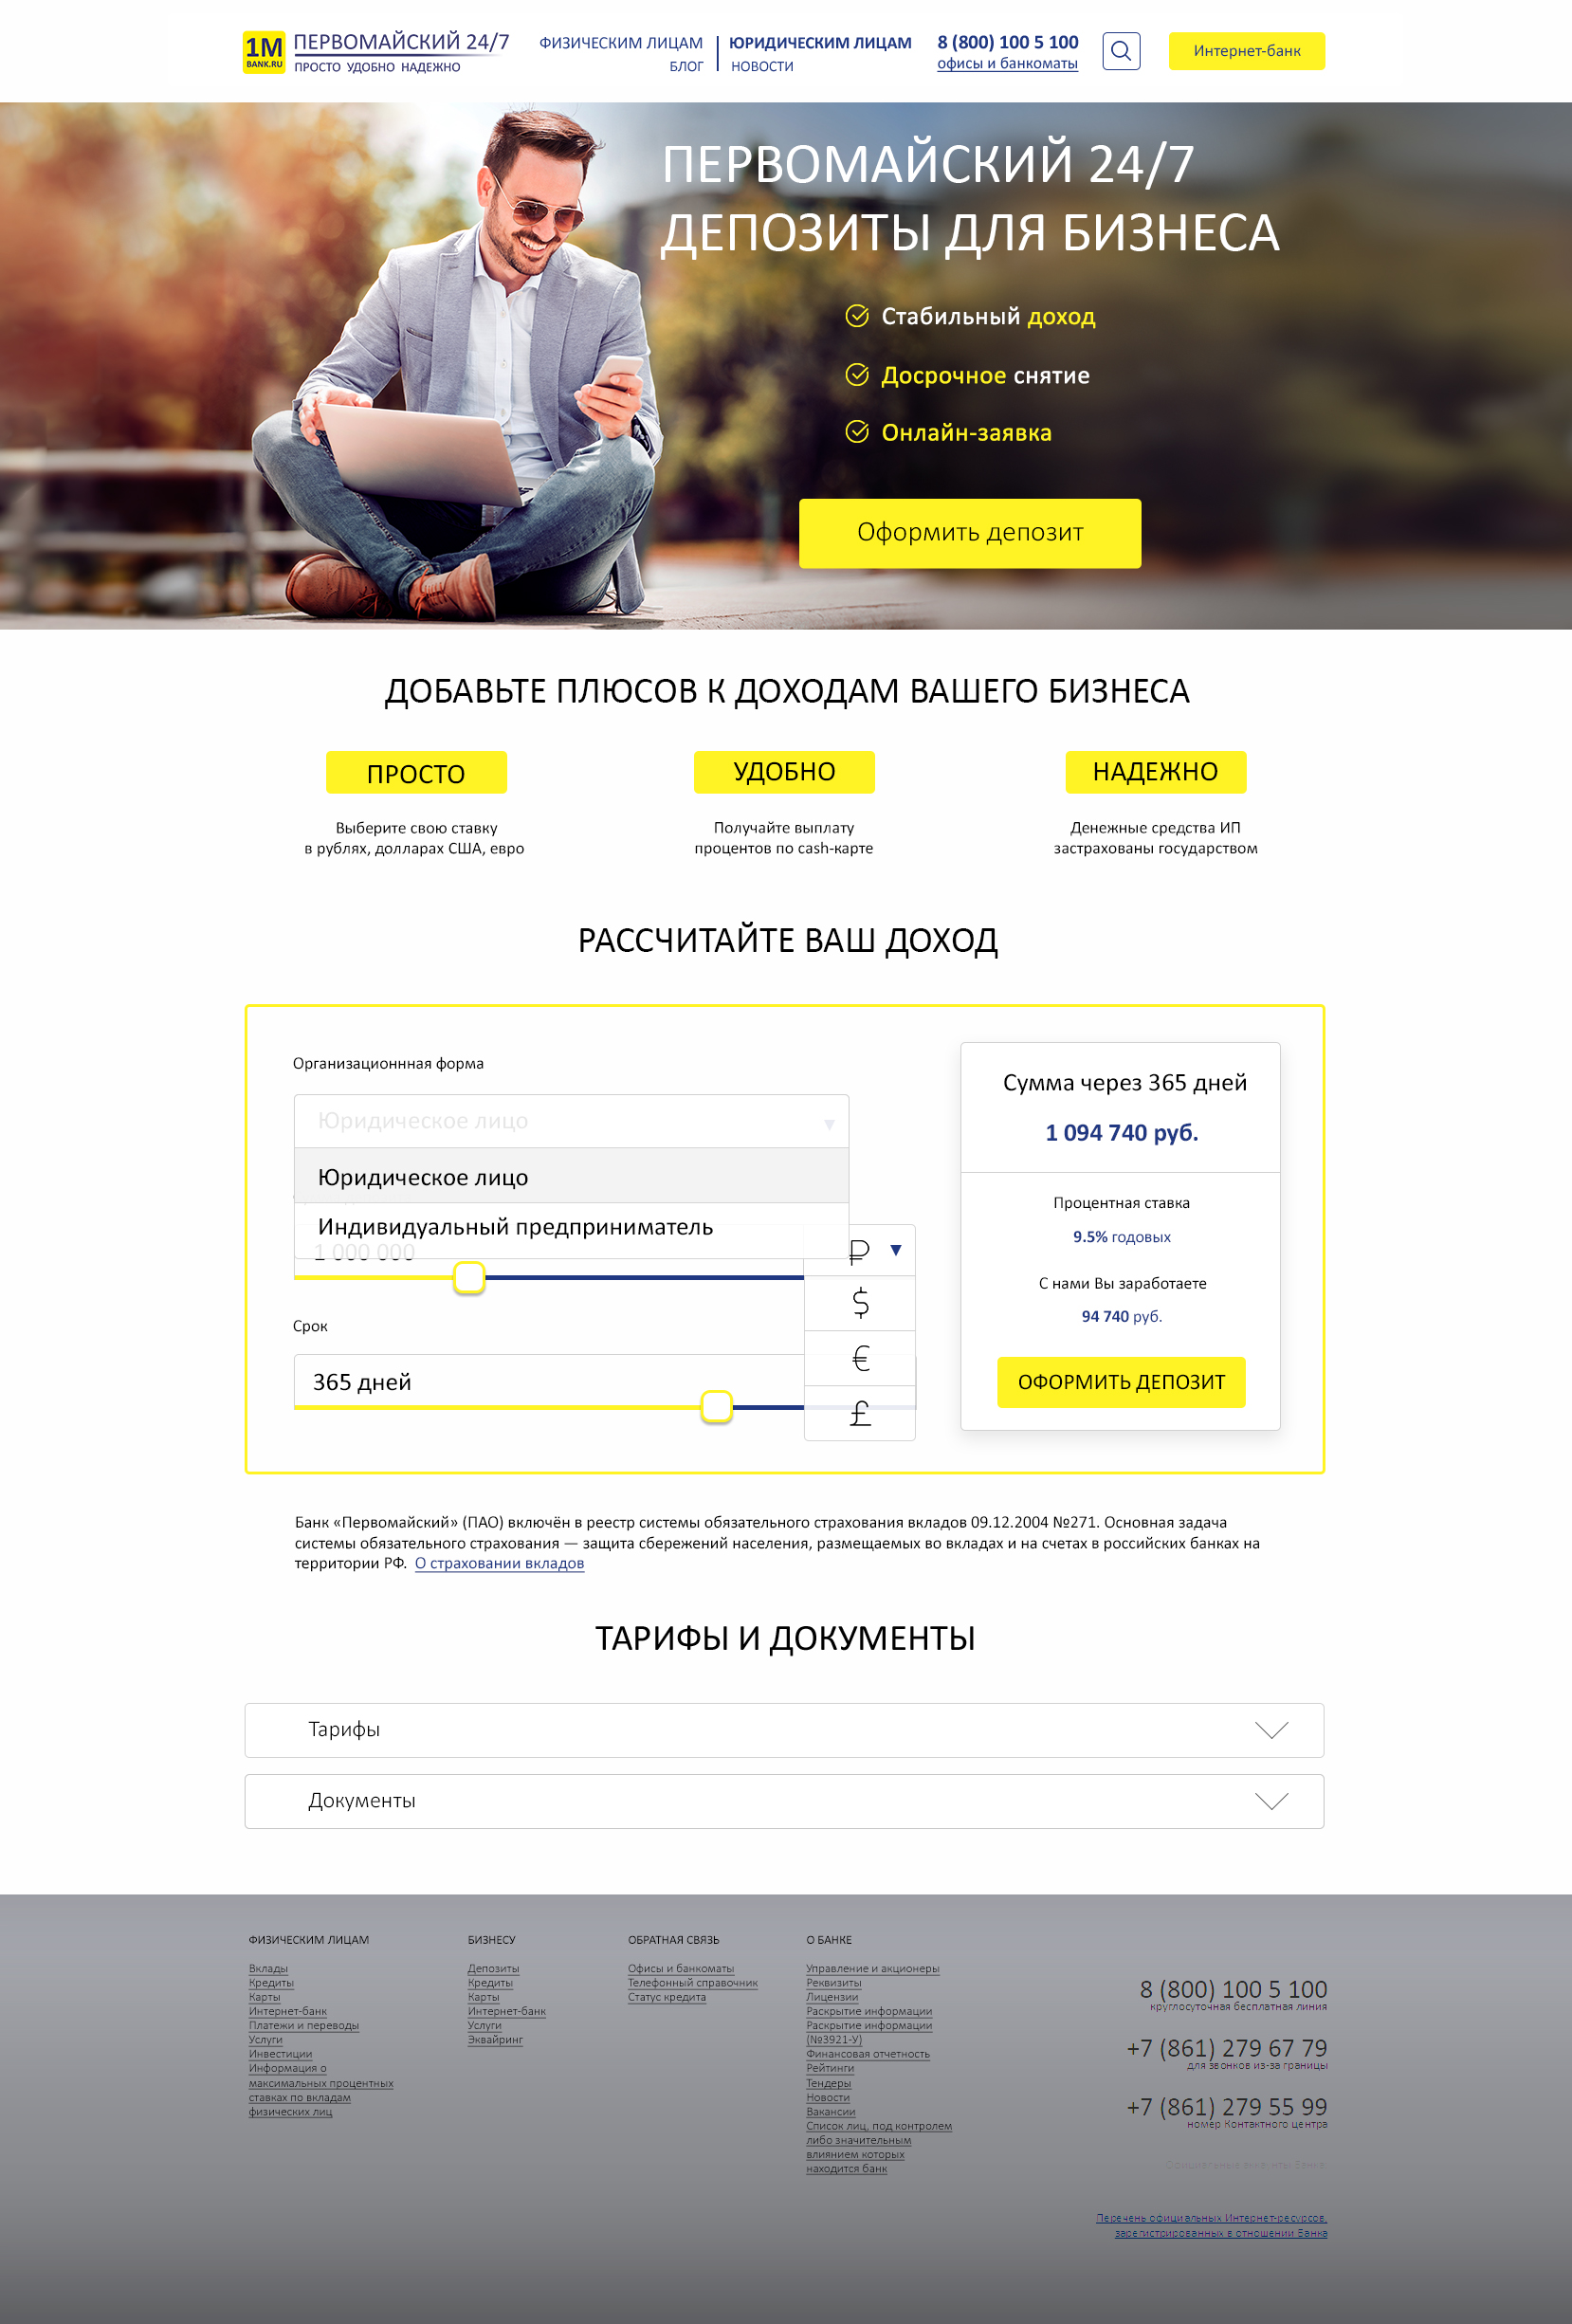 1М
BANK.RU
ПЕРВОМАЙСКИЙ 24/7
ПРОСТО УДОБНО НАДЕЖНО
ФИЗИЧЕСКИМ ЛИЦАМ
ЮРИДИЧЕСКИМ ЛИЦАМ
БЛОГ
НОВОСТИ
8 (800) 100 5 100
офисы и банкоматы
Интернет-банк
ПЕРВОМАЙСКИЙ 24/7
ДЕПОЗИТЫ ДЛЯ БИЗНЕСА
Стабильный доход
Досрочное снятие
Онлайн-заявка
Оформить депозит
ДОБАВЬТЕ ПЛЮСОВ К ДОХОДАМ ВАШЕГО БИЗНЕСА
ПРОСТО
Выберите свою ставку
в рублях, долларах США, евро
УДОБНО
Получайте выплату
процентов по cash-карте
НАДЕЖНО
Денежные средства ИП
застрахованы государством
РАССЧИТАЙТЕ ВАШ ДОХОД
Организационнная форма
Юридическое лицо
Юридическое лицо
Индивидуальный предприниматель
1 000 000
₽
$
€
£
Срок
365 дней
Сумма через 365 дней
1 094 740 руб.
Процентная ставка
9.5% годовых
С нами Вы заработаете
94 740 руб.
ОФОРМИТЬ ДЕПОЗИТ
Банк «Первомайский» (ПАО) включён в реестр системы обязательного страхования вкладов 09.12.2004 №271. Основная задача
системы обязательного страхования — защита сбережений населения, размещаемых во вкладах и на счетах в российских банках на
территории РФ. О страховании вкладов
ТАРИФЫ И ДОКУМЕНТЫ
Тарифы
Документы
ФИЗИЧЕСКИМ ЛИЦАМ
Вклады
Кредиты
Карты
Интернет-банк
Платежи и переводы
Услуги
Инвестиции
Информация о
максимальных процентных
ставках по вкладам
физических лиц
БИЗНЕСУ
Депозиты
Кредиты
Карты
Интернет-банк
Услуги
Эквайринг
ОБРАТНАЯ СВЯЗЬ
Офисы и банкоматы
Телефонный справочник
Статус кредита
О БАНКЕ
Управление и акционеры
Реквизиты
Лицензии
Раскрытие информации
Раскрытие информации
(№3921-У)
Финансовая отчетность
Рейтинги
Тендеры
Новости
Вакансии
Список лиц, под контролем
либо значительным
влиянием которых
находится банк
8 (800) 100 5 100
круглосуточная бесплатная линия
+7 (861) 279 67 79
для звонков из-за границы
+7 (861) 279 55 99
номер Контактного центра
Перечень официальных Интернет-ресурсов,
зарегистрированных в отношении Банка